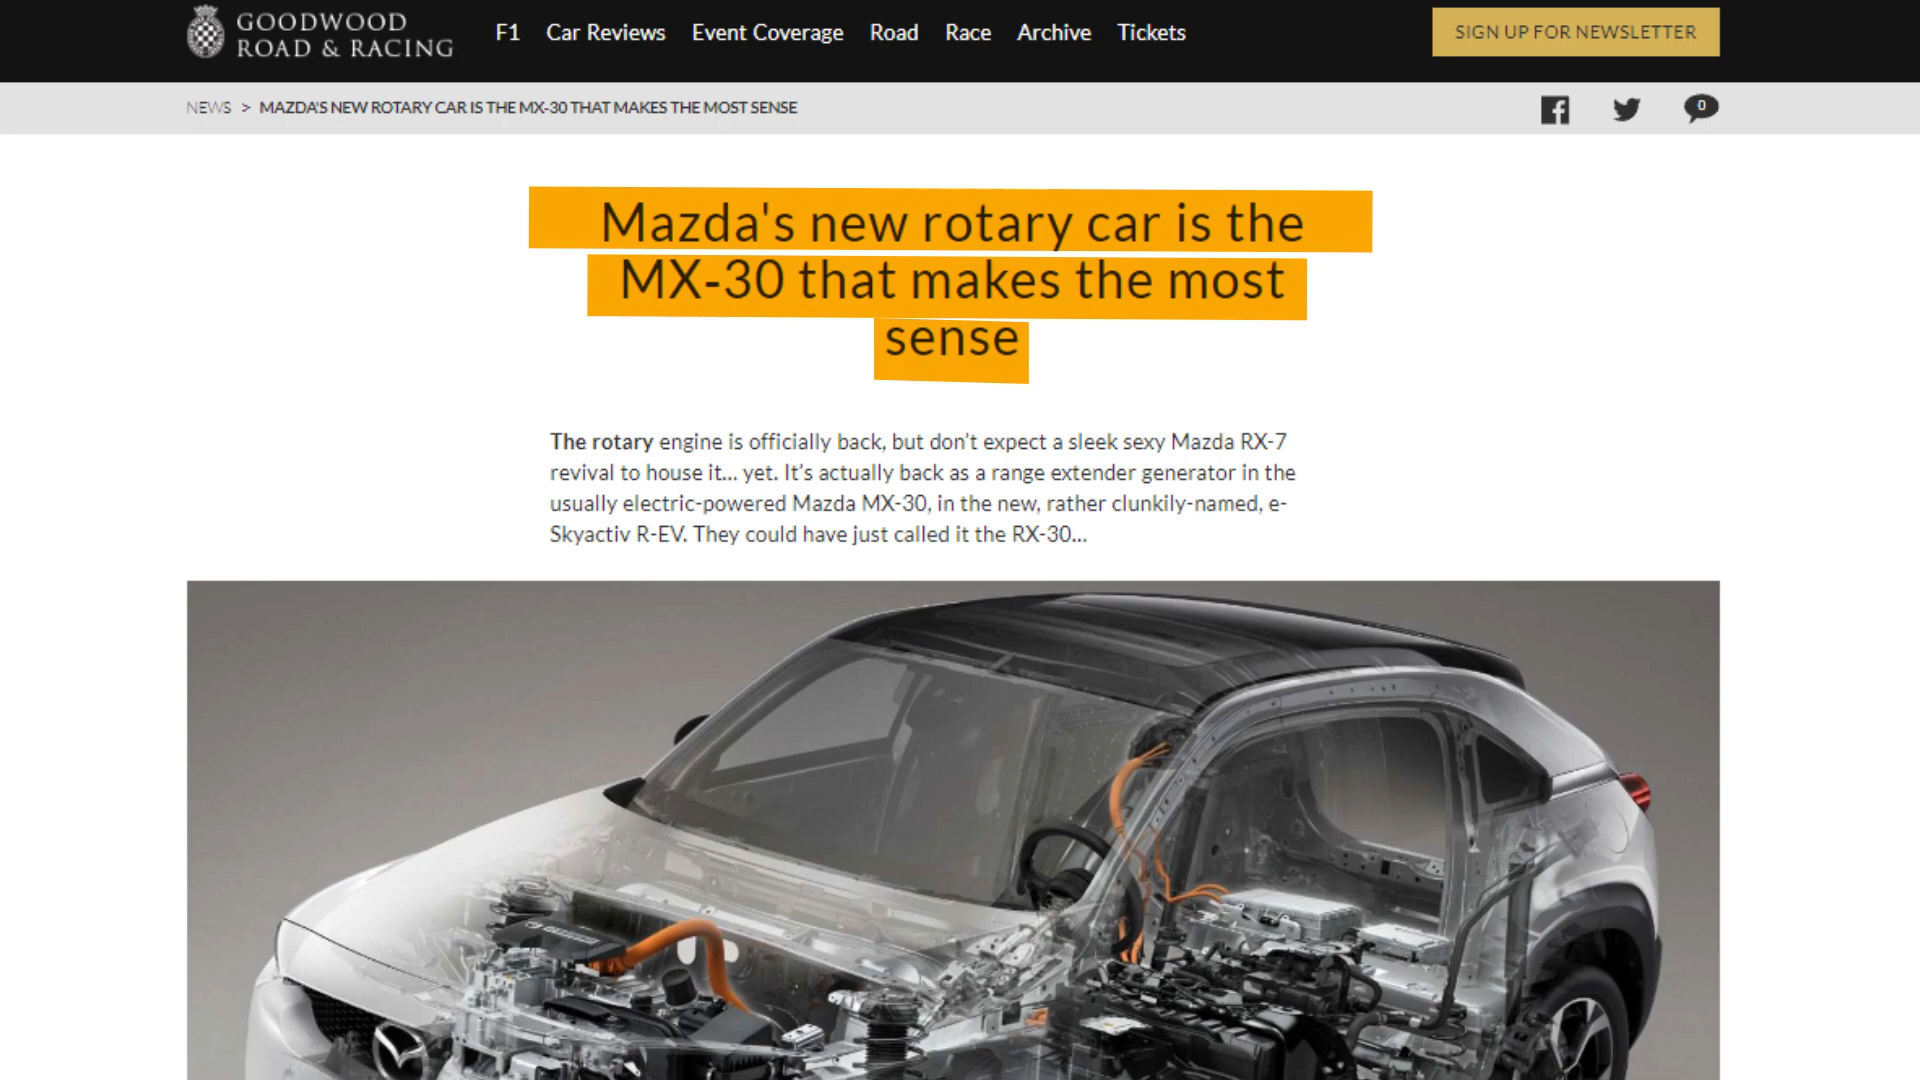 GOODWOOD
ROAD & RACING
F1 Car Reviews Event Coverage Road Race Archive Tickets
SIGN UP FOR NEWSLETTER
NEWS > MAZDA'S NEW ROTARY CAR IS THE MX-30 THAT MAKES THE MOST SENSE
0
Mazda's new rotary car is the
MX-30 that makes the most
sense
The rotary engine is officially back, but don’t expect a sleek sexy Mazda RX-7
revival to house it... yet. It’s actually back as a range extender generator in the
usually electric-powered Mazda MX-30, in the new, rather clunkily-named, e-
Skyactiv R-EV. They could have just called it the RX-30...